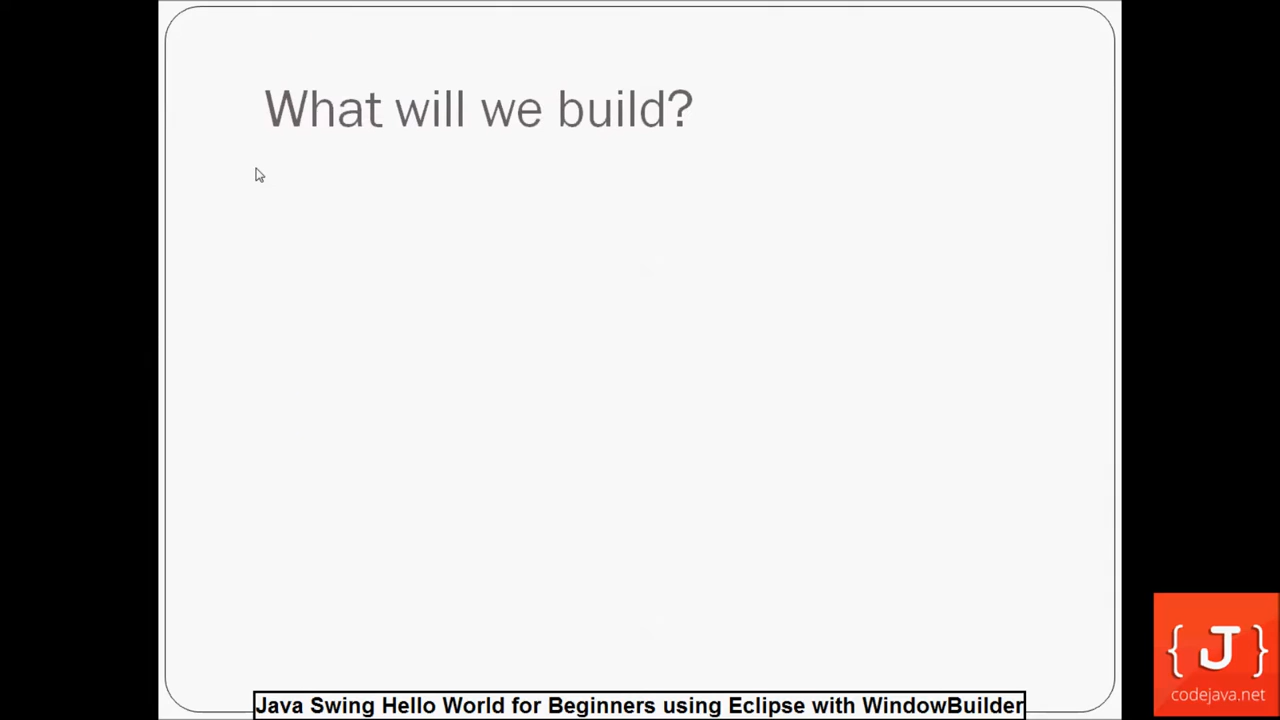 What will we build?
Java Swing Hello World for Beginners using Eclipse with WindowBuilder
{ J }
codejava.net